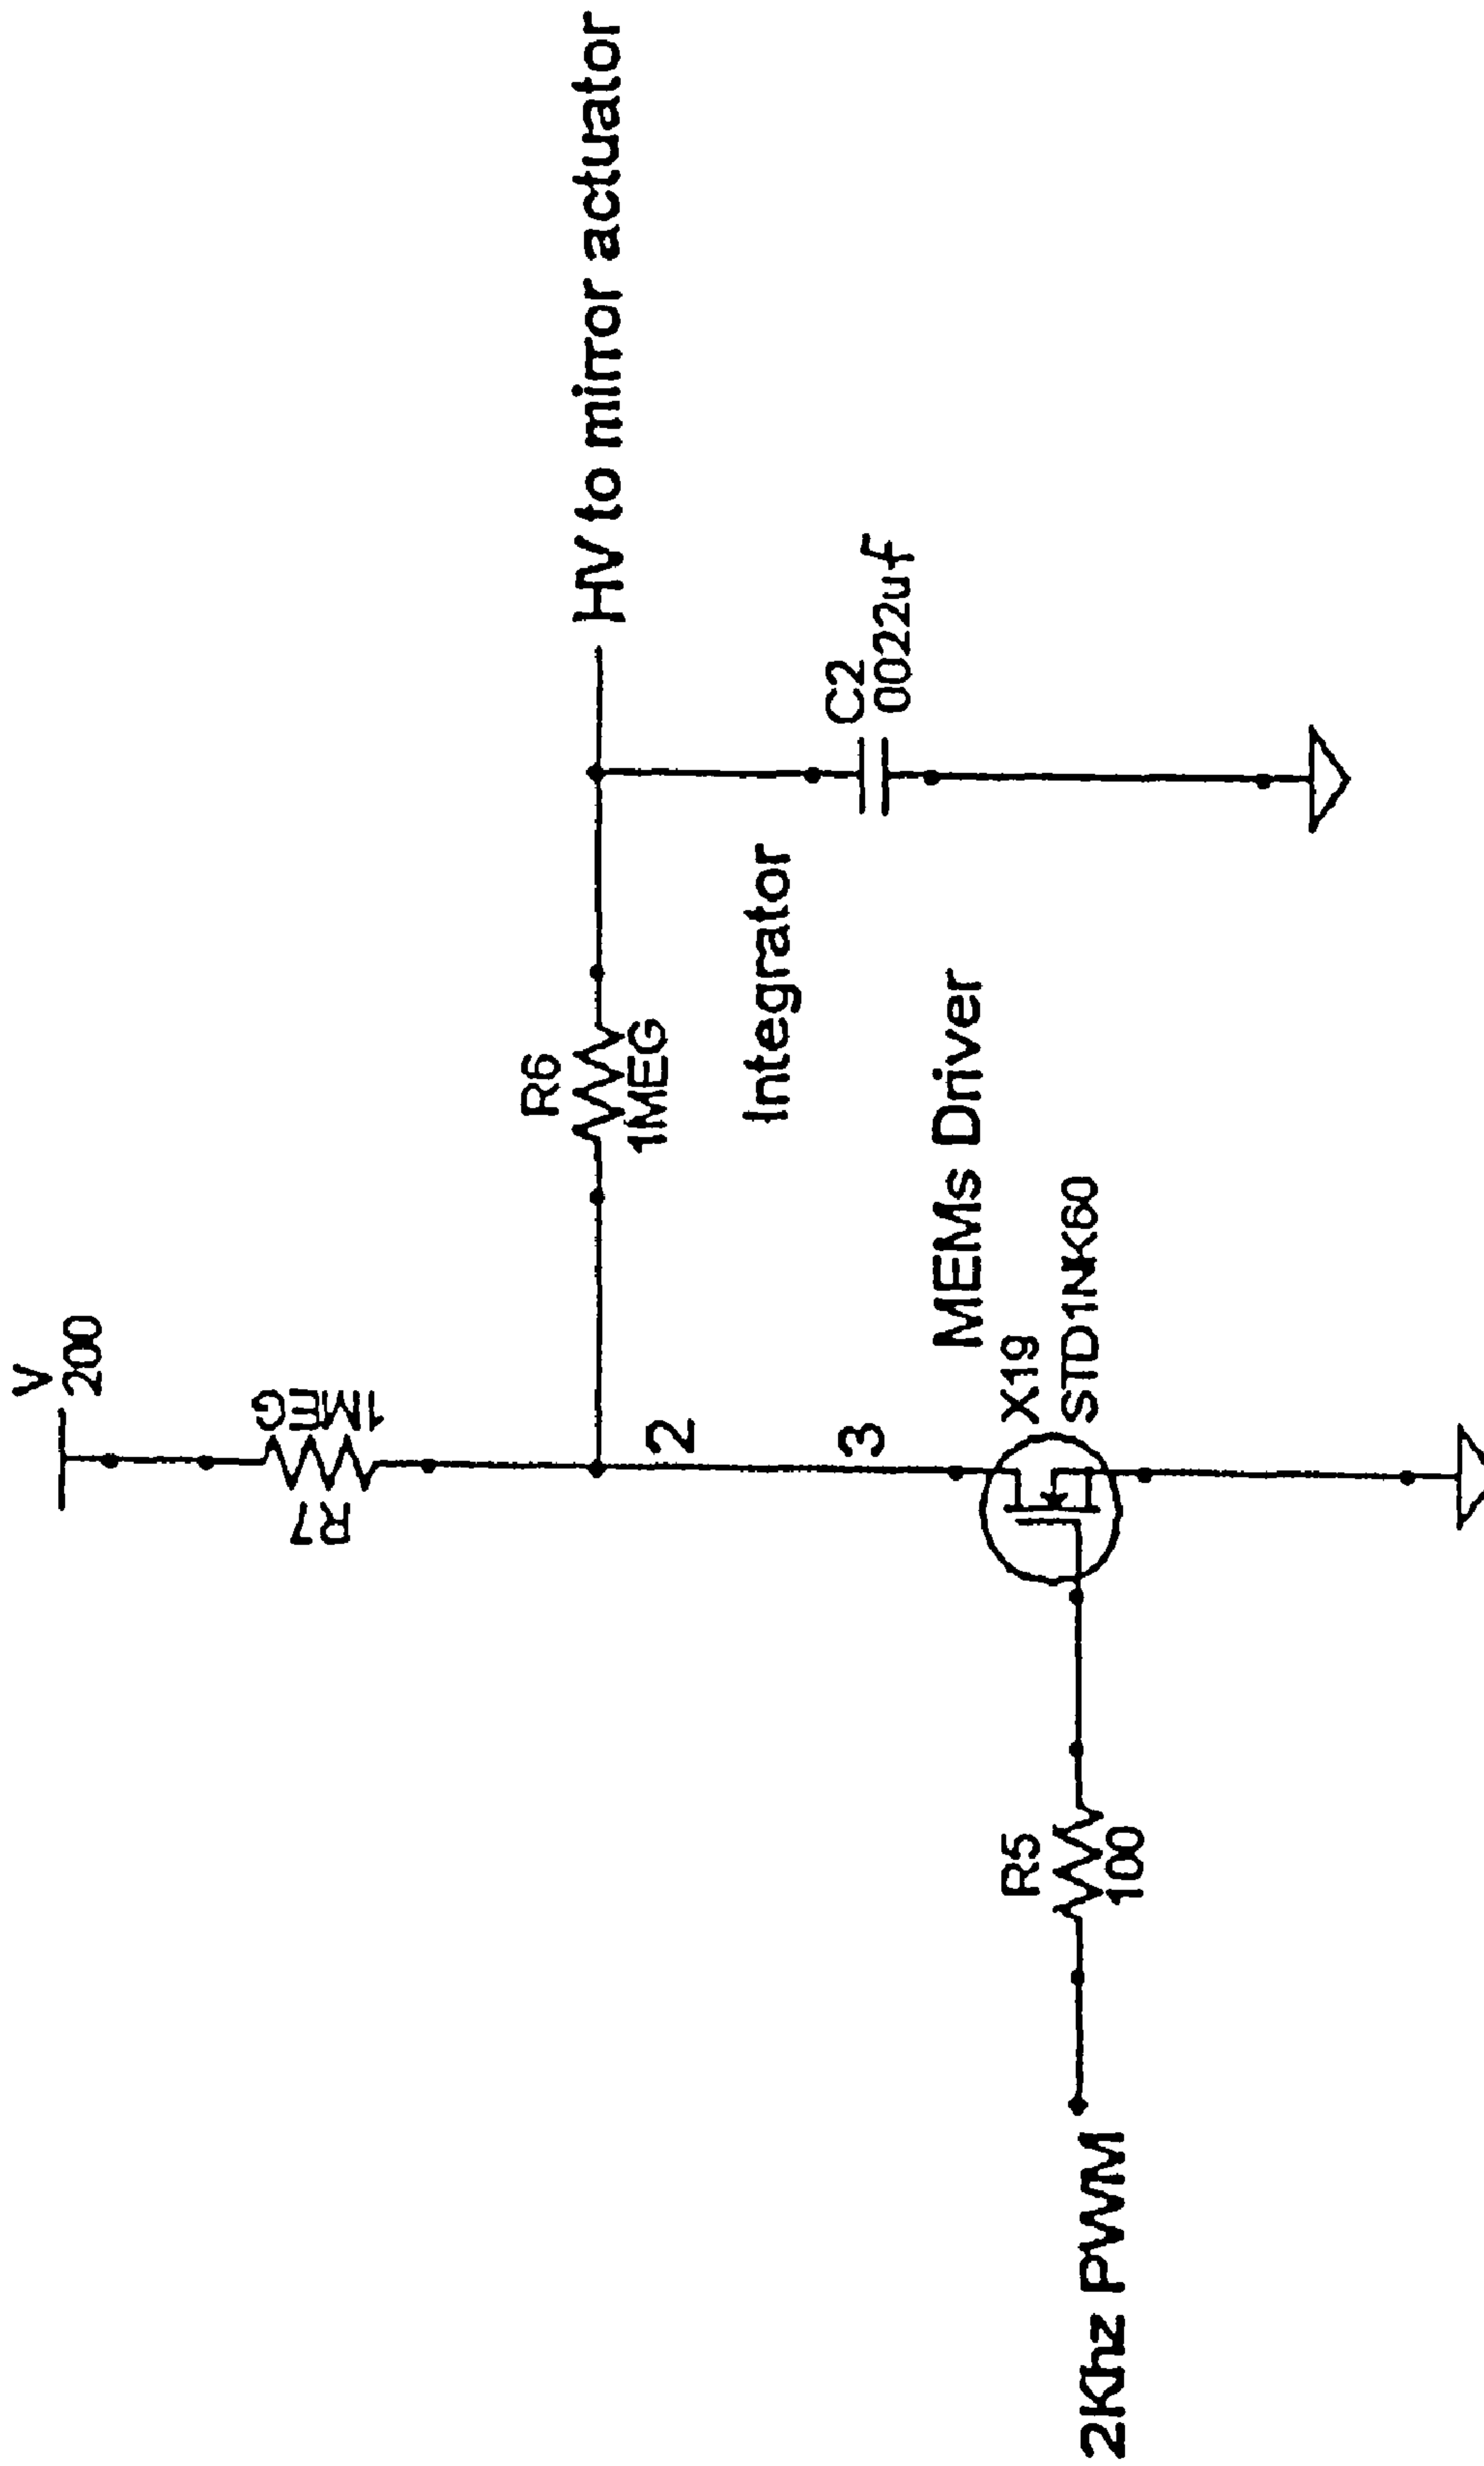 V
200
R7
1MEG
R6
1MEG
HV to mirror actuator
Integrator
C2
0022uf
2
3
MEMs Driver
X19
STD1NK60
R5
100
2Khz PWM